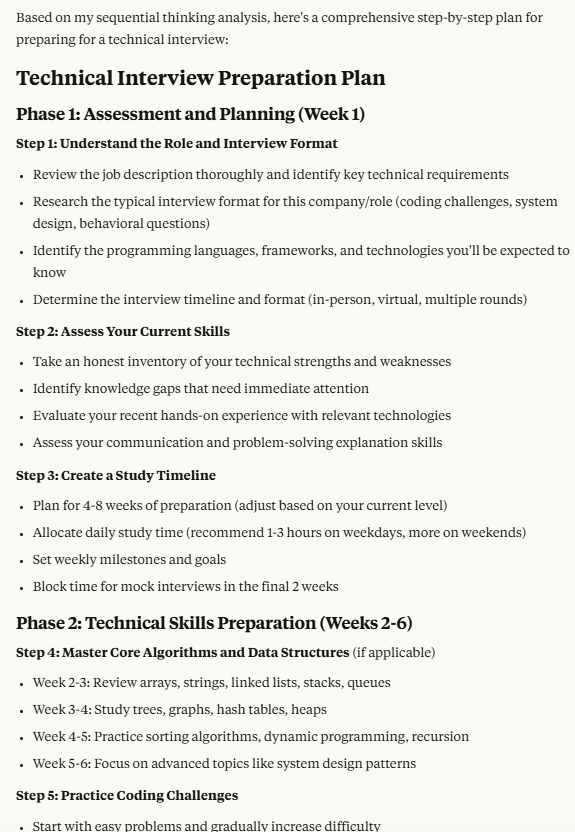 Based on my sequential thinking analysis, here's a comprehensive step-by-step plan for
preparing for a technical interview:
Technical Interview Preparation Plan
Phase 1: Assessment and Planning (Week 1)
Step 1: Understand the Role and Interview Format
• Review the job description thoroughly and identify key technical requirements
• Research the typical interview format for this company/role (coding challenges, system
design, behavioral questions)
• Identify the programming languages, frameworks, and technologies you'll be expected to
know
• Determine the interview timeline and format (in-person, virtual, multiple rounds)
Step 2: Assess Your Current Skills
• Take an honest inventory of your technical strengths and weaknesses
• Identify knowledge gaps that need immediate attention
• Evaluate your recent hands-on experience with relevant technologies
• Assess your communication and problem-solving explanation skills
Step 3: Create a Study Timeline
• Plan for 4-8 weeks of preparation (adjust based on your current level)
• Allocate daily study time (recommend 1-3 hours on weekdays, more on weekends)
• Set weekly milestones and goals
• Block time for mock interviews in the final 2 weeks
Phase 2: Technical Skills Preparation (Weeks 2-6)
Step 4: Master Core Algorithms and Data Structures (if applicable)
• Week 2-3: Review arrays, strings, linked lists, stacks, queues
• Week 3-4: Study trees, graphs, hash tables, heaps
• Week 4-5: Practice sorting algorithms, dynamic programming, recursion
• Week 5-6: Focus on advanced topics like system design patterns
Step 5: Practice Coding Challenges
• Start with easy problems and gradually increase difficulty